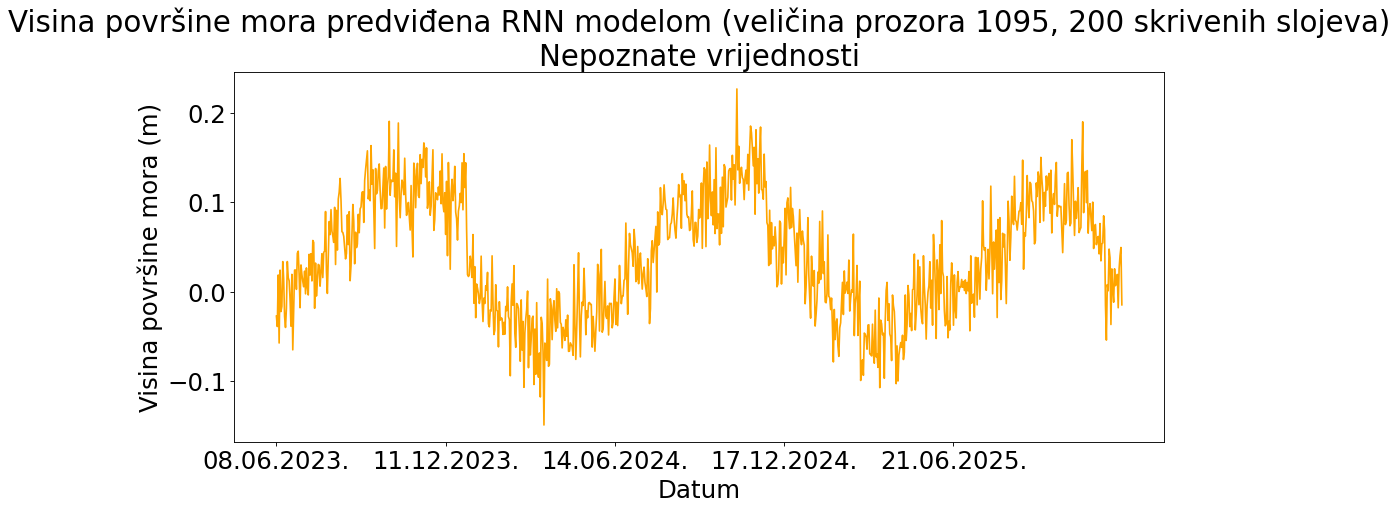 Visina površine mora predviđena RNN modelom (veličina prozora 1095, 200 skrivenih slojeva)
Nepoznate vrijednosti
Visina površine mora (m)
0.2
0.1
0.0
−0.1
08.06.2023. 11.12.2023. 14.06.2024. 17.12.2024. 21.06.2025.
Datum